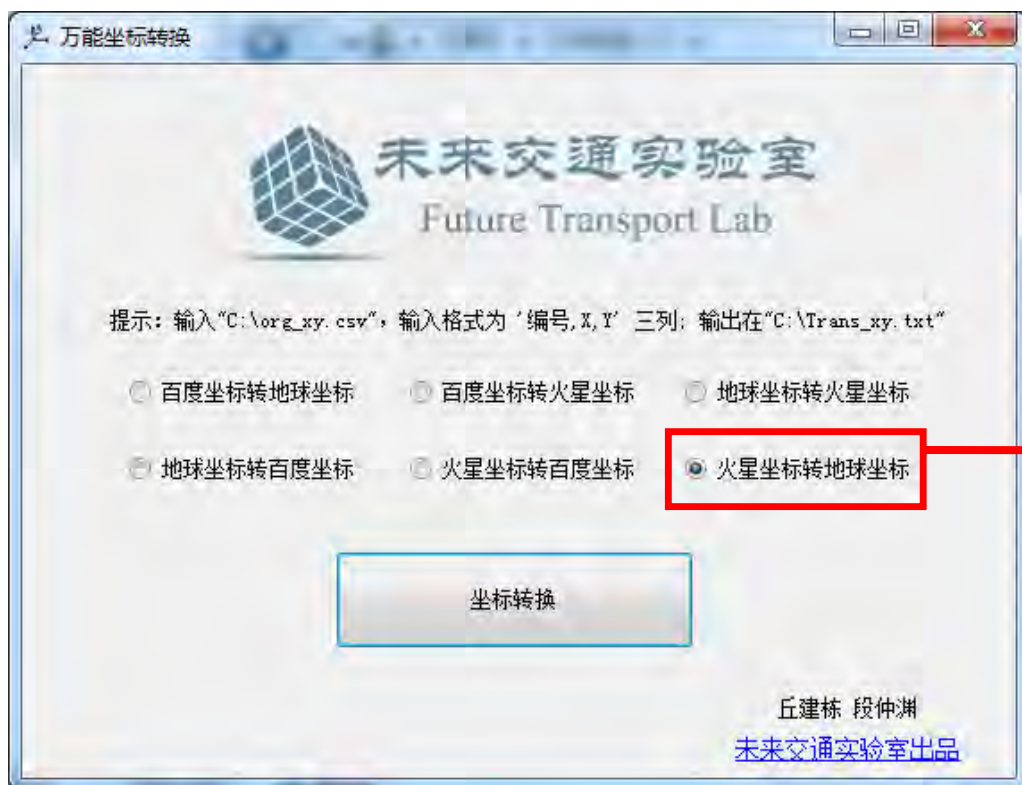 万能坐标转换
未来交通实验室
Future Transport Lab
提示: 输入"C:\org_xy.csv", 输入格式为 '编号,X,Y' 三列; 输出在"C:\Trans_xy.txt"
百度坐标转地球坐标 百度坐标转火星坐标 地球坐标转火星坐标
地球坐标转百度坐标 火星坐标转百度坐标 火星坐标转地球坐标
坐标转换
丘建栋 段仲渊
未来交通实验室出品